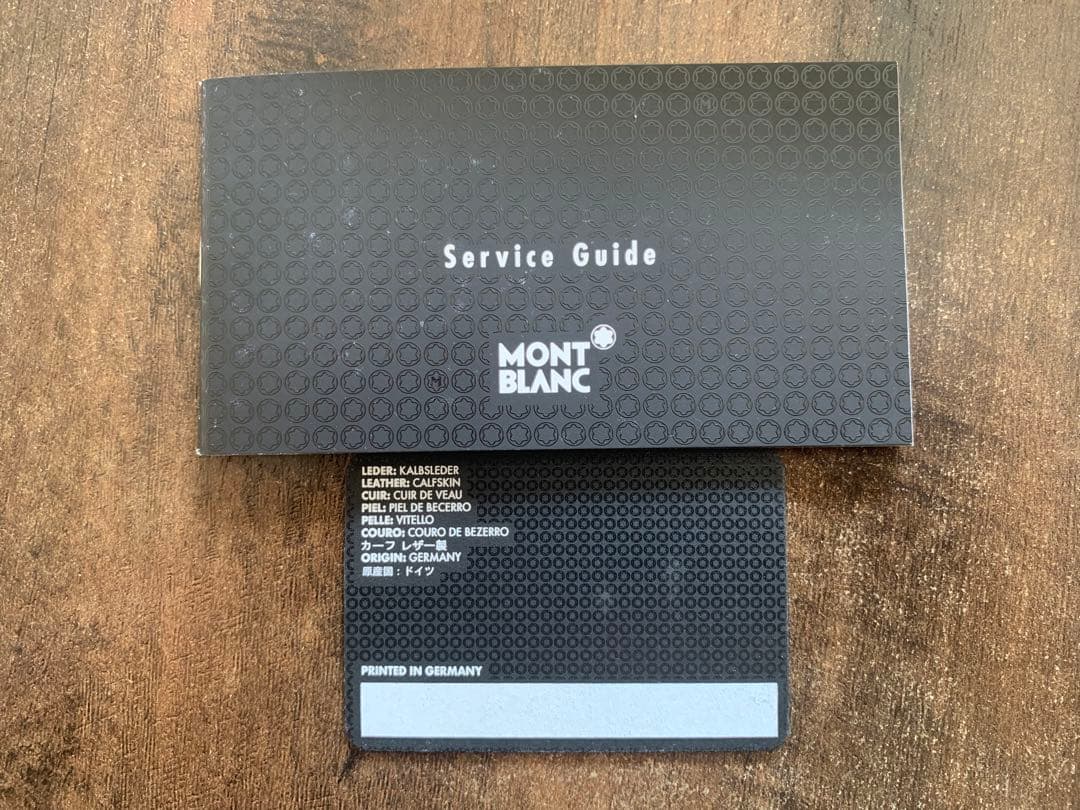 Service Guide
MONT
BLANC
LEDER: KALBSLEDER
LEATHER: CALFSKIN
CUIR: CUIR DE VEAU
PIEL: PIEL DE BECERRO
PELLE: VITELLO
COURO: COURO DE BEZERRO
カーフ レザー製
ORIGIN: GERMANY
原産国：ドイツ
PRINTED IN GERMANY